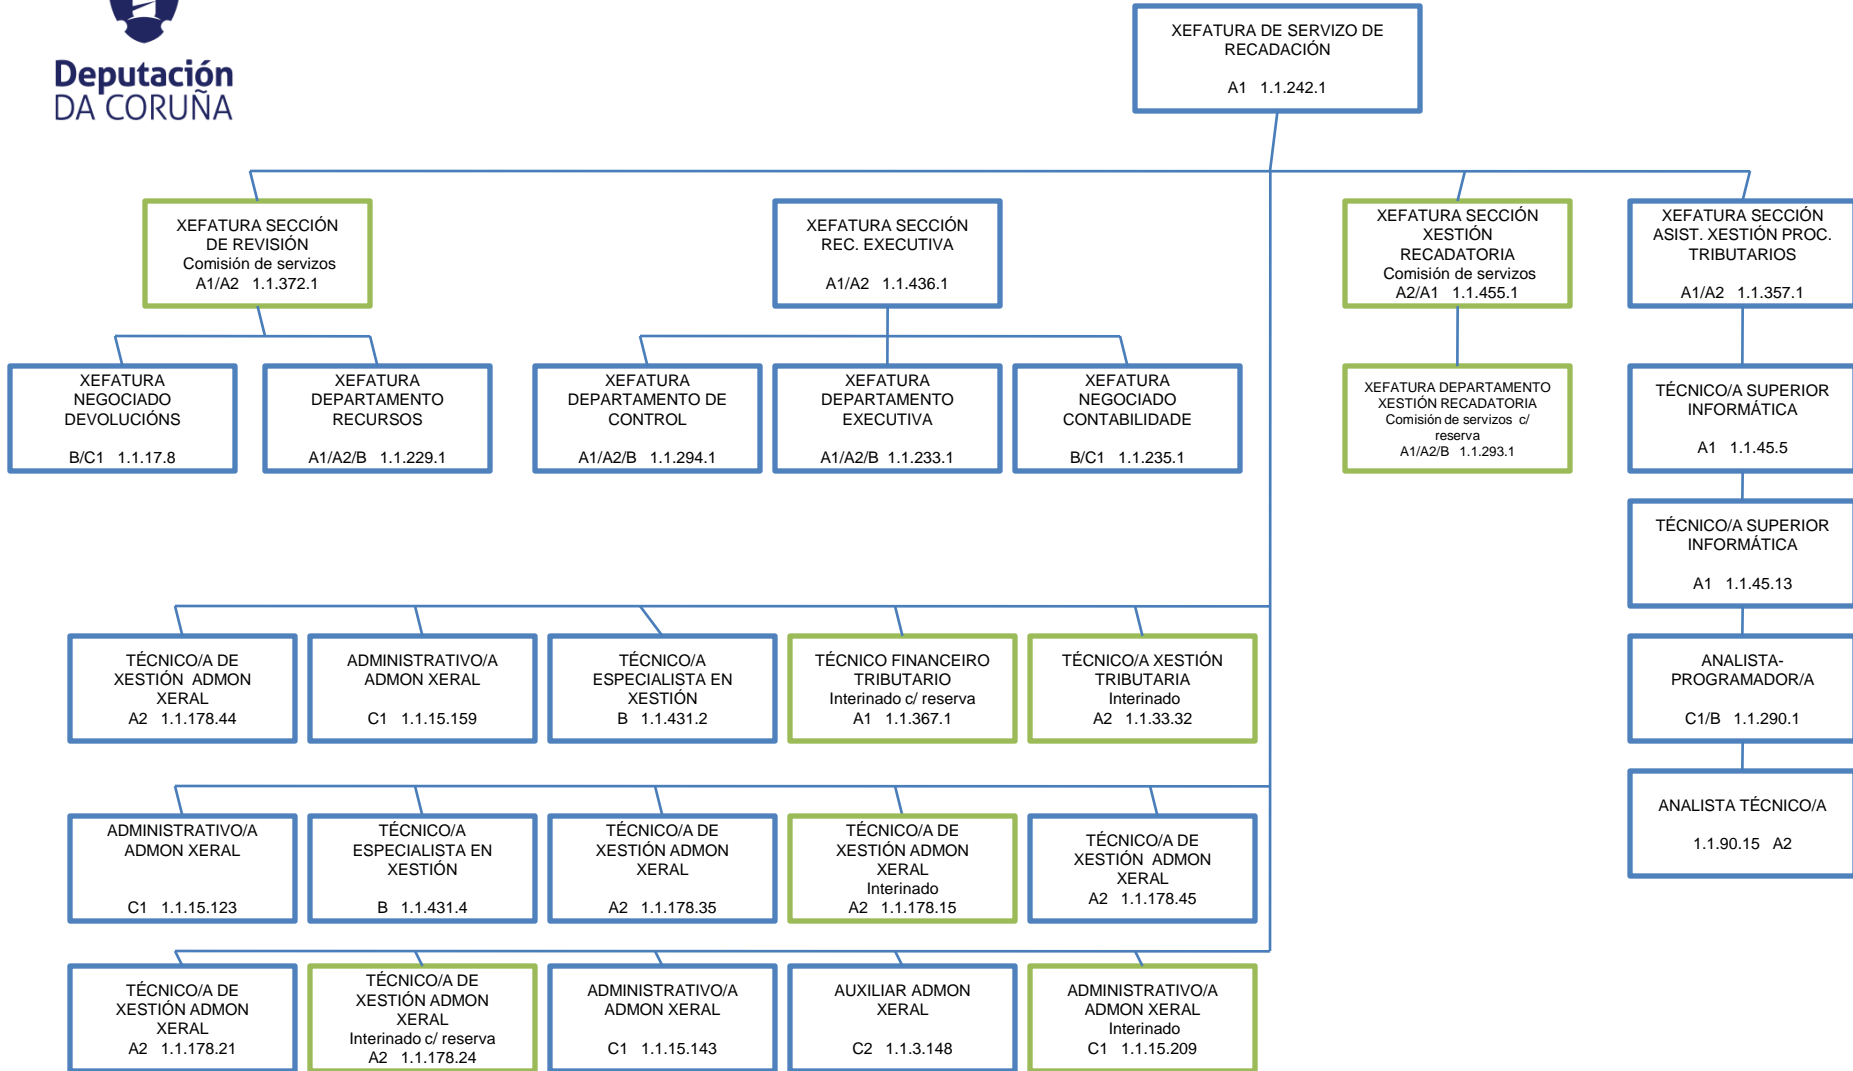 Deputación
DA CORUÑA
XEFATURA DE SERVIZO DE
RECADACIÓN
A1 1.1.242.1
XEFATURA SECCIÓN
DE REVISIÓN
Comisión de servizos
A1/A2 1.1.372.1
XEFATURA SECCIÓN
REC. EXECUTIVA
A1/A2 1.1.436.1
XEFATURA SECCIÓN
XESTIÓN
RECADATORIA
Comisión de servizos
A2/A1 1.1.455.1
XEFATURA SECCIÓN
ASIST. XESTIÓN PROC.
TRIBUTARIOS
A1/A2 1.1.357.1
XEFATURA
NEGOCIADO
DEVOLUCIÓNS
B/C1 1.1.17.8
XEFATURA
DEPARTAMENTO
RECURSOS
A1/A2/B 1.1.229.1
XEFATURA
DEPARTAMENTO DE
CONTROL
A1/A2/B 1.1.294.1
XEFATURA
DEPARTAMENTO
EXECUTIVA
A1/A2/B 1.1.233.1
XEFATURA
NEGOCIADO
CONTABILIDADE
B/C1 1.1.235.1
XEFATURA DEPARTAMENTO
XESTIÓN RECADATORIA
Comisión de servizos c/
reserva
A1/A2/B 1.1.293.1
TÉCNICO/A SUPERIOR
INFORMÁTICA
A1 1.1.45.5
TÉCNICO/A SUPERIOR
INFORMÁTICA
A1 1.1.45.13
TÉCNICO/A DE
XESTIÓN ADMON
XERAL
A2 1.1.178.44
ADMINISTRATIVO/A
ADMON XERAL
C1 1.1.15.159
TÉCNICO/A
ESPECIALISTA EN
XESTIÓN
B 1.1.431.2
TÉCNICO FINANCEIRO
TRIBUTARIO
Interinado c/ reserva
A1 1.1.367.1
TÉCNICO/A XESTIÓN
TRIBUTARIA
Interinado
A2 1.1.33.32
ANALISTA-
PROGRAMADOR/A
C1/B 1.1.290.1
ADMINISTRATIVO/A
ADMON XERAL
C1 1.1.15.123
TÉCNICO/A
ESPECIALISTA EN
XESTIÓN
B 1.1.431.4
TÉCNICO/A DE
XESTIÓN ADMON
XERAL
A2 1.1.178.35
TÉCNICO/A DE
XESTIÓN ADMON
XERAL
Interinado
A2 1.1.178.15
TÉCNICO/A DE
XESTIÓN ADMON
XERAL
A2 1.1.178.45
ANALISTA TÉCNICO/A
1.1.90.15 A2
TÉCNICO/A DE
XESTIÓN ADMON
XERAL
A2 1.1.178.21
TÉCNICO/A DE
XESTIÓN ADMON
XERAL
Interinado c/ reserva
A2 1.1.178.24
ADMINISTRATIVO/A
ADMON XERAL
C1 1.1.15.143
AUXILIAR ADMON
XERAL
C2 1.1.3.148
ADMINISTRATIVO/A
ADMON XERAL
Interinado
C1 1.1.15.209